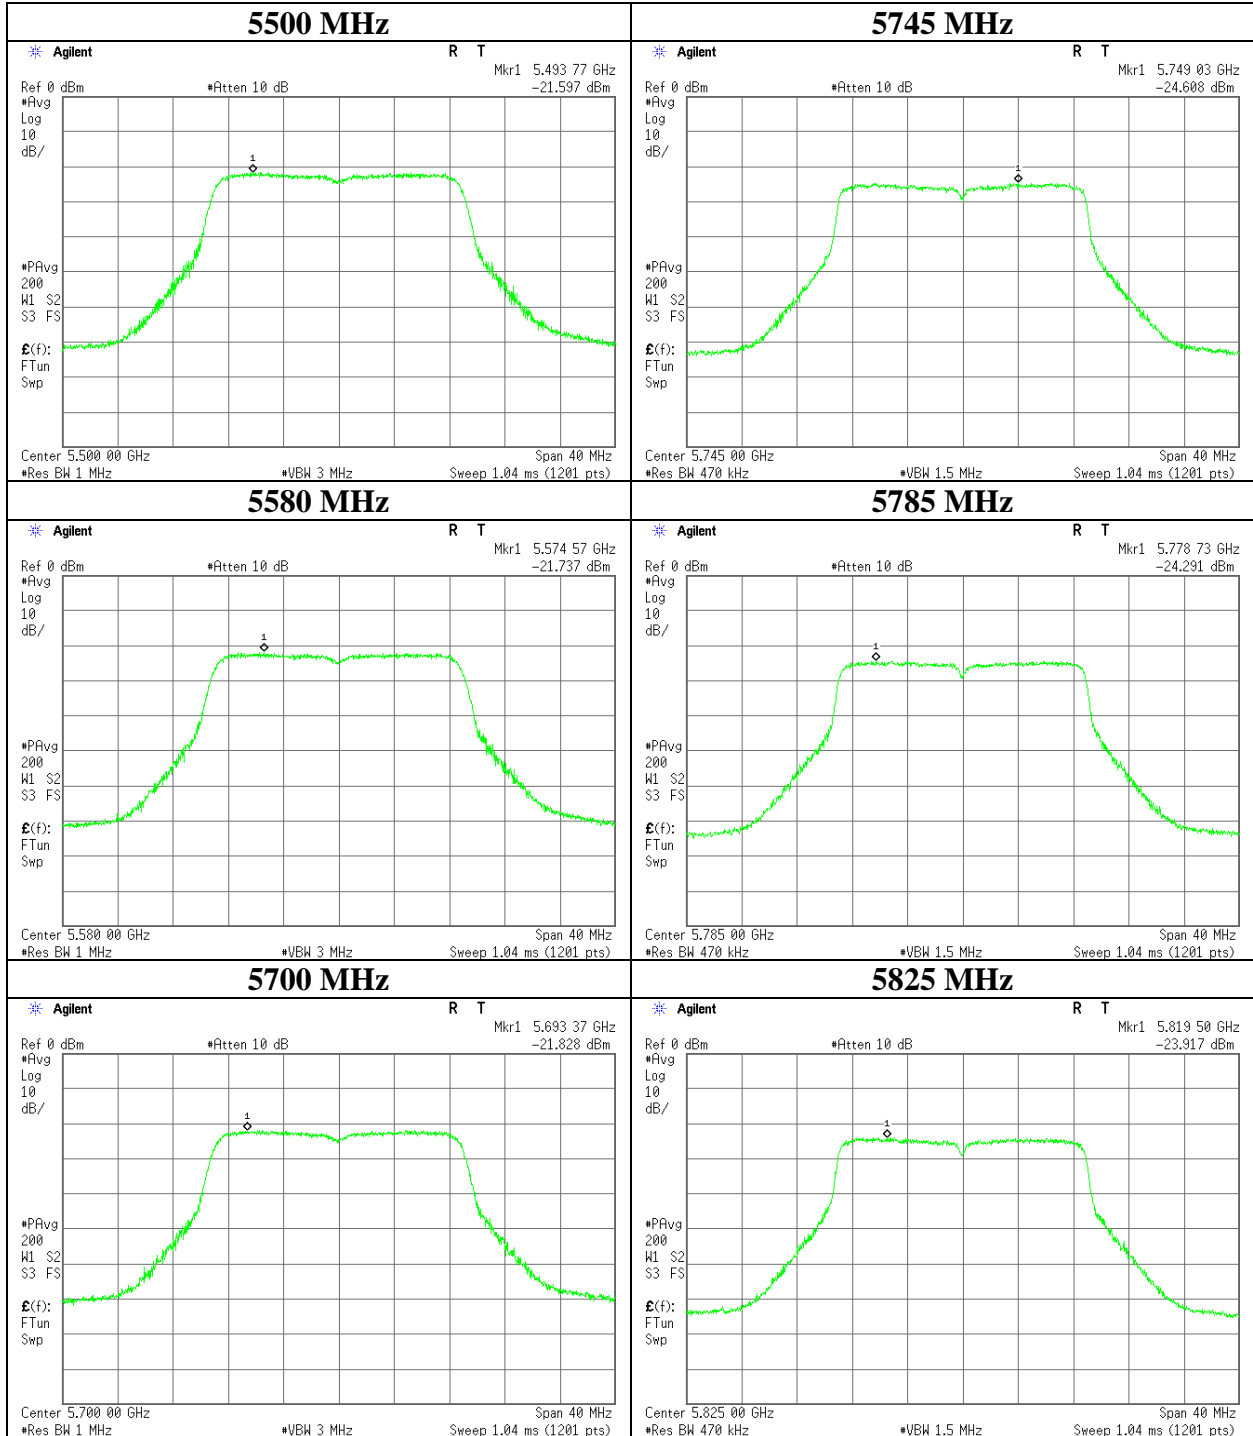 5500 MHz
Agilent R T
Mkr1 5.493 77 GHz
Ref 0 dBm #Atten 10 dB -21.597 dBm
#Avg
Log
10
dB/
1
#PAvg
200
W1 S2
S3 FS
£(f):
FTun
Swp
Center 5.500 00 GHz Span 40 MHz
#Res BW 1 MHz #VBW 3 MHz Sweep 1.04 ms (1201 pts)
5745 MHz
Agilent R T
Mkr1 5.749 03 GHz
Ref 0 dBm #Atten 10 dB -24.608 dBm
#Avg
Log
10
dB/
1
#PAvg
200
W1 S2
S3 FS
£(f):
FTun
Swp
Center 5.745 00 GHz Span 40 MHz
#Res BW 470 kHz #VBW 1.5 MHz Sweep 1.04 ms (1201 pts)
5580 MHz
Agilent R T
Mkr1 5.574 57 GHz
Ref 0 dBm #Atten 10 dB -21.737 dBm
#Avg
Log
10
dB/
1
#PAvg
200
W1 S2
S3 FS
£(f):
FTun
Swp
Center 5.580 00 GHz Span 40 MHz
#Res BW 1 MHz #VBW 3 MHz Sweep 1.04 ms (1201 pts)
5785 MHz
Agilent R T
Mkr1 5.778 73 GHz
Ref 0 dBm #Atten 10 dB -24.291 dBm
#Avg
Log
10
dB/
1
#PAvg
200
W1 S2
S3 FS
£(f):
FTun
Swp
Center 5.785 00 GHz Span 40 MHz
#Res BW 470 kHz #VBW 1.5 MHz Sweep 1.04 ms (1201 pts)
5700 MHz
Agilent R T
Mkr1 5.693 37 GHz
Ref 0 dBm #Atten 10 dB -21.828 dBm
#Avg
Log
10
dB/
1
#PAvg
200
W1 S2
S3 FS
£(f):
FTun
Swp
Center 5.700 00 GHz Span 40 MHz
#Res BW 1 MHz #VBW 3 MHz Sweep 1.04 ms (1201 pts)
5825 MHz
Agilent R T
Mkr1 5.819 50 GHz
Ref 0 dBm #Atten 10 dB -23.917 dBm
#Avg
Log
10
dB/
1
#PAvg
200
W1 S2
S3 FS
£(f):
FTun
Swp
Center 5.825 00 GHz Span 40 MHz
#Res BW 470 kHz #VBW 1.5 MHz Sweep 1.04 ms (1201 pts)